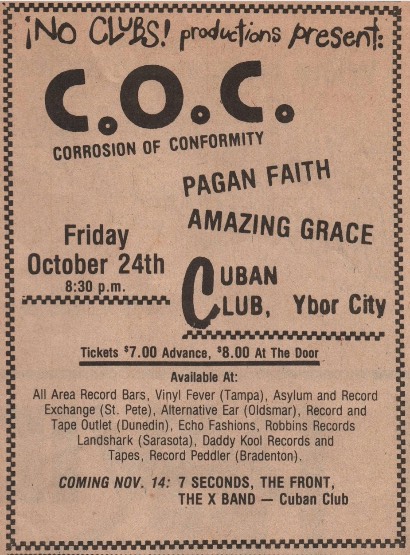 ¡NO CLUBS! productions present:
C.O.C.
CORROSION OF CONFORMITY
PAGAN FAITH
AMAZING GRACE
Friday
October 24th
8:30 p.m.
CUBAN
CLUB, Ybor City
Tickets $7.00 Advance, $8.00 At The Door
Available At:
All Area Record Bars, Vinyl Fever (Tampa), Asylum and Record
Exchange (St. Pete), Alternative Ear (Oldsmar), Record and
Tape Outlet (Dunedin), Echo Fashions, Robbins Records
Landshark (Sarasota), Daddy Kool Records and
Tapes, Record Peddler (Bradenton).
COMING NOV. 14: 7 SECONDS, THE FRONT,
THE X BAND — Cuban Club